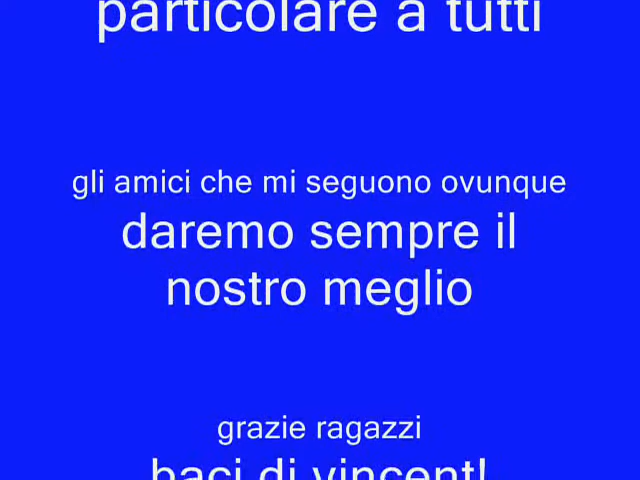 particolare a tutti
gli amici che mi seguono ovunque
daremo sempre il
nostro meglio
grazie ragazzi
baci di vincent!